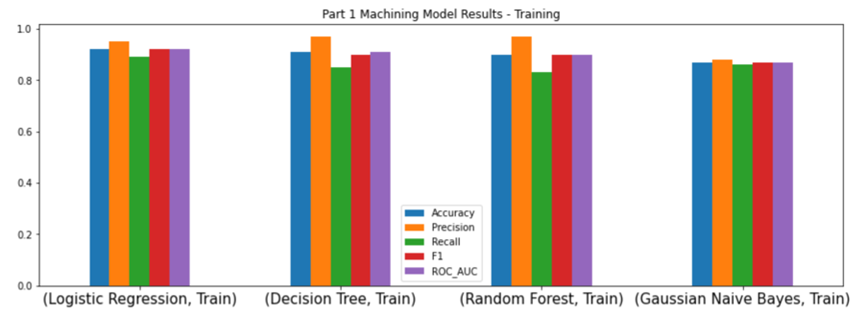 Part 1 Machining Model Results - Training
1.0
0.8
0.6
0.4
0.2
0.0
Accuracy
Precision
Recall
F1
ROC_AUC
(Logistic Regression, Train)
(Decision Tree, Train)
(Random Forest, Train)
(Gaussian Naive Bayes, Train)